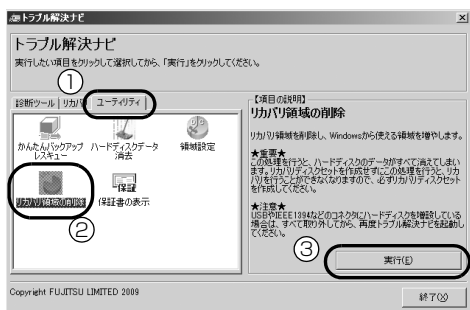 トラブル解決ナビ
トラブル解決ナビ
実行したい項目をクリックして選択してから、「実行」をクリックしてください。
①
診断ツール
リカバリ
ユーティリティ
かんたんバックアップ
レスキュー
ハードディスクデータ
消去
領域設定
リカバリ領域の削除
保証
保証書の表示
②
【項目の説明】
リカバリ領域の削除
リカバリ領域を削除し、Windowsから使える領域を増やします。
★重要★
この処理を行うと、ハードディスクのデータがすべて消えてしまい
ます。リカバリディスクセットを作成せずにこの処理を行うと、リカ
バリを行うことができなくなりますので、必ずリカバリディスクセット
を作成してください。
★注意★
USBやIEEE1394などのコネクタにハードディスクを増設している
場合は、すべて取り外してから、再度トラブル解決ナビを起動し
てください。
③
実行(E)
Copyright FUJITSU LIMITED 2009
終了(X)